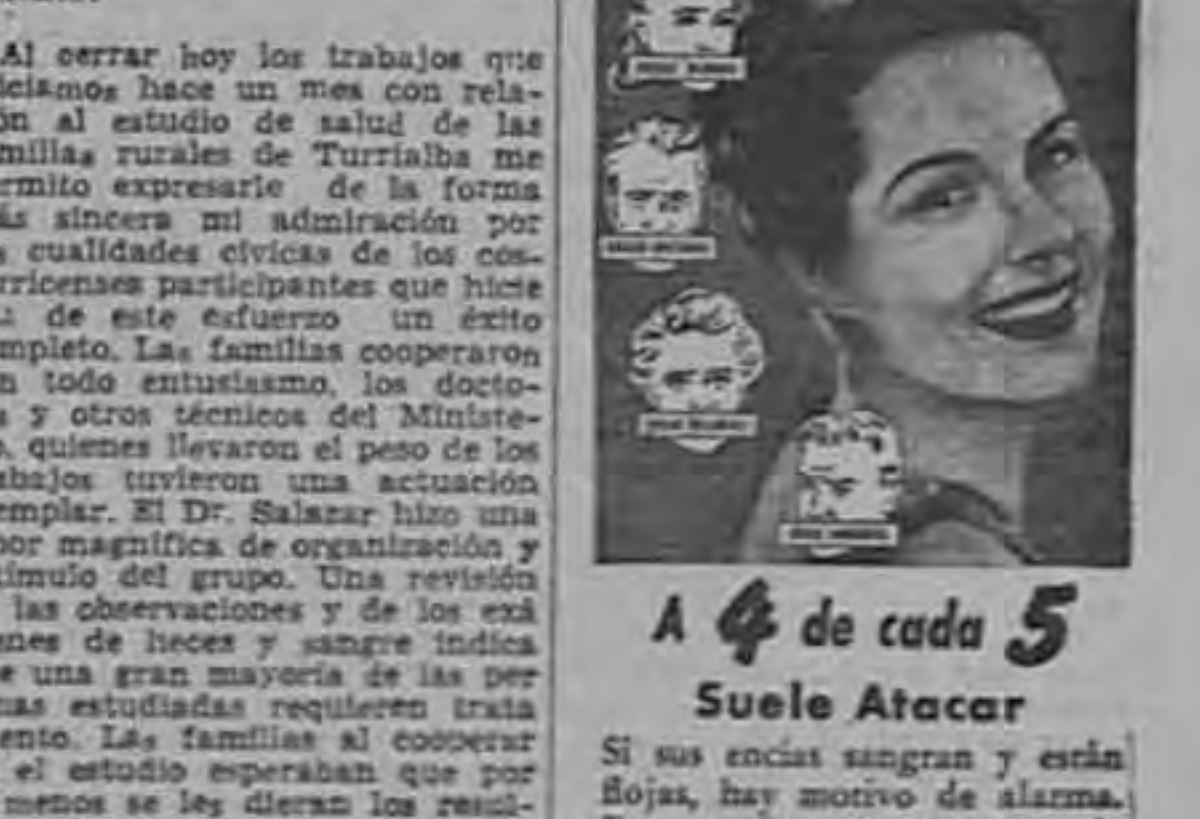 Al cerrar hoy los trabajos que
iciamos hace un mes con rela-
ón al estudio de salud de las
milias rurales de Turrialba me
ermito expresarle de la forma
ás sincera mi admiración por
s cualidades cívicas de los cos-
rricenses participantes que hicie
de este esfuerzo un éxito
mpleto. Las familias cooperaron
n todo entusiasmo, los docto-
s y otros técnicos del Ministe-
o, quienes llevaron el peso de los
abajos tuvieron una actuación
emplar. El Dr. Salazar hizo una
bor magnífica de organización y
tímulo del grupo. Una revisión
las observaciones y de los exá
enes de heces y sangre indica
e una gran mayoría de las per
nas estudiadas requieren trata
ento. Las familias al cooperar
el estudio esperaban que por
menos se les dieran los resul-
A 4 de cada 5
Suele Atacar
Si sus encías sangran y están
flojas, hay motivo de alarma.